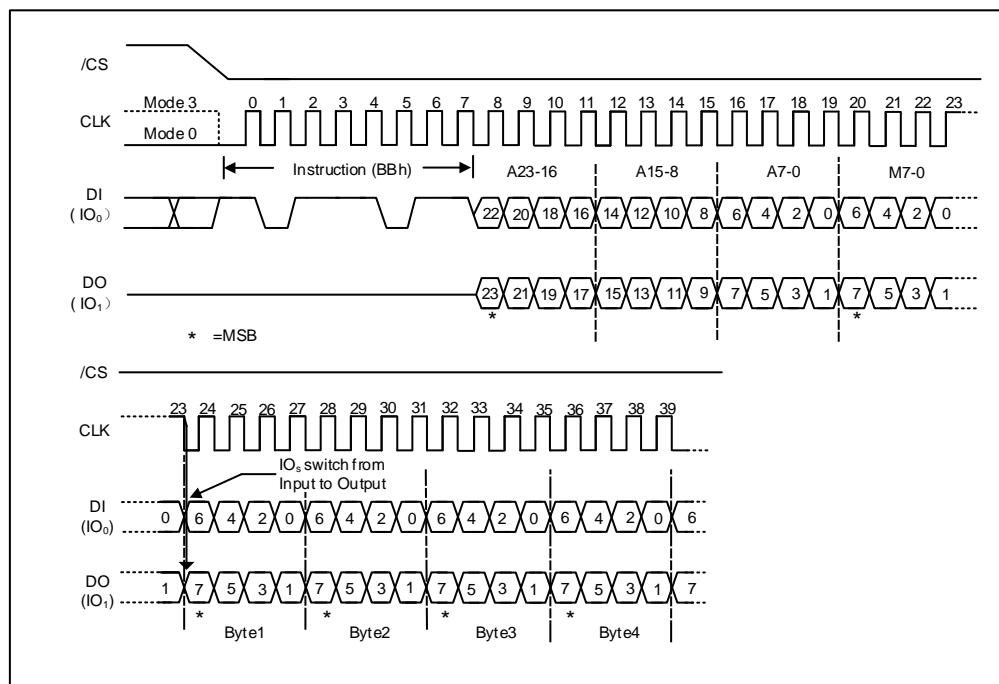 /CS
Mode 3 0 1 2 3 4 5 6 7 8 9 10 11 12 13 14 15 16 17 18 19 20 21 22 23
CLK
Mode 0
Instruction (BBh) A23-16 A15-8 A7-0 M7-0
DI
( IO0) 22 20 18 16 14 12 10 8 6 4 2 0 6 4 2 0
DO
(IO1) 23 21 19 17 15 13 11 9 7 5 3 1 7 5 3 1
* *
* =MSB
/CS
23 24 25 26 27 28 29 30 31 32 33 34 35 36 37 38 39
CLK
IOs switch from
Input to Output
DI
(IO0) 0 6 4 2 0 6 4 2 0 6 4 2 0 6 4 2 0 6
DO
(IO1) 1 7 5 3 1 7 5 3 1 7 5 3 1 7 5 3 1 7
* * * *
Byte1 Byte2 Byte3 Byte4